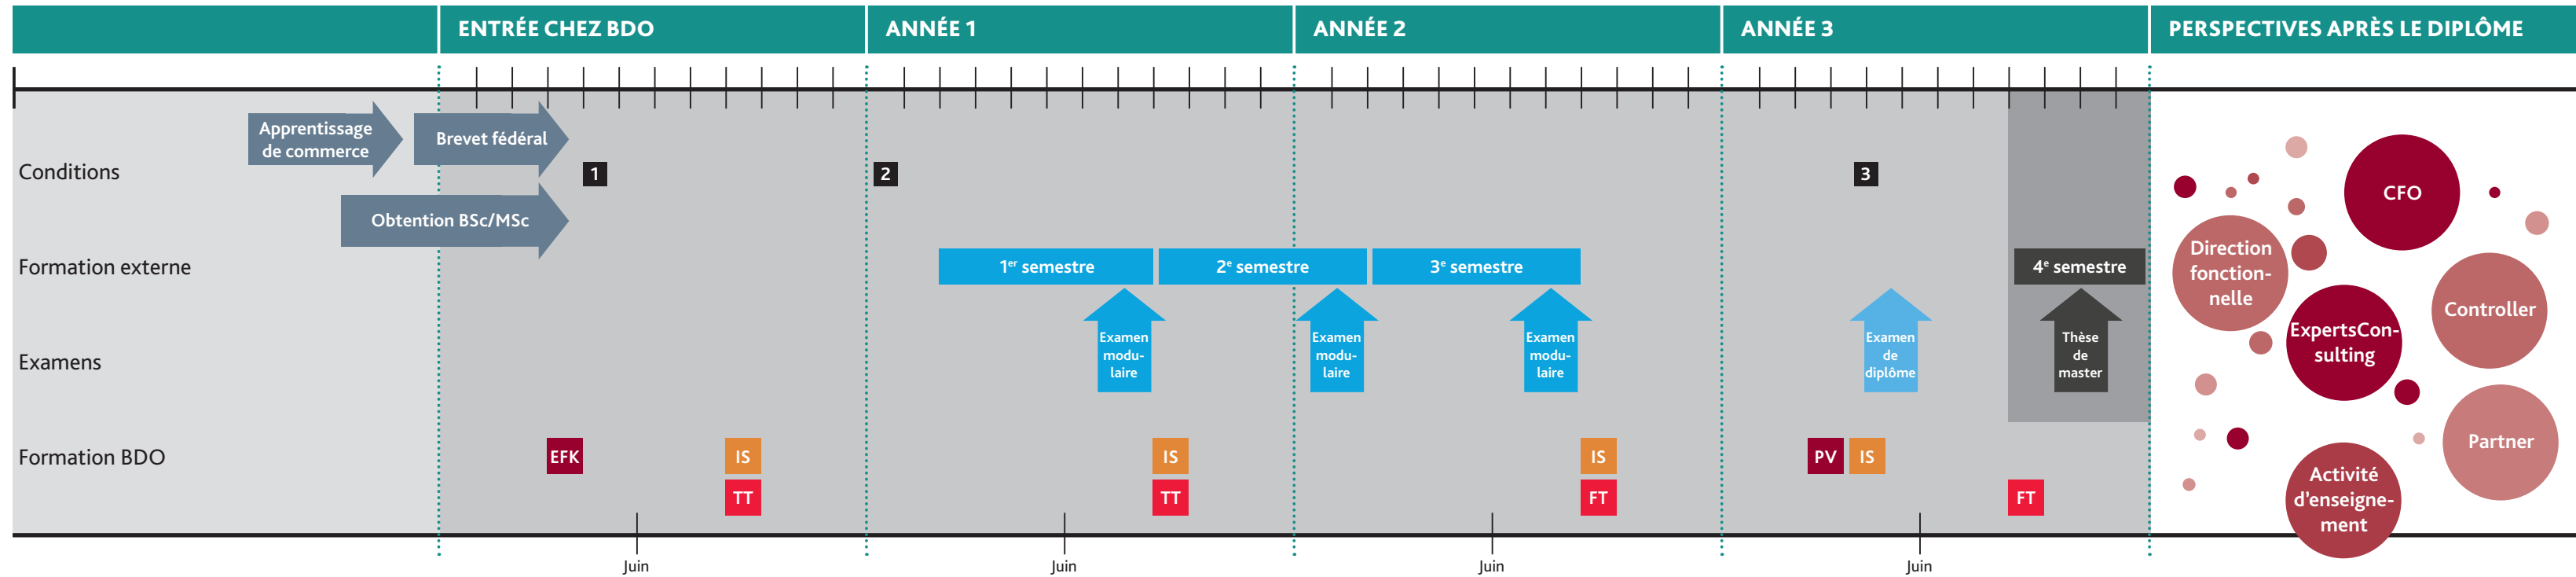 ENTRÉE CHEZ BDO
ANNÉE 1
ANNÉE 2
ANNÉE 3
PERSPECTIVES APRÈS LE DIPLÔME
Apprentissage
de commerce
Brevet fédéral
Conditions
1
2
3
Obtention BSc/MSc
Formation externe
1er semestre
2e semestre
3e semestre
4e semestre
Examens
Examen
modu-
laire
Examen
modu-
laire
Examen
modu-
laire
Examen
de
diplôme
Thèse
de
master
Formation BDO
EFK
IS
TT
IS
TT
IS
FT
PV
IS
FT
Juin
Juin
Juin
Juin
CFO
Direction
fonction-
nelle
Controller
ExpertsCon-
sulting
Partner
Activité
d'enseigne-
ment